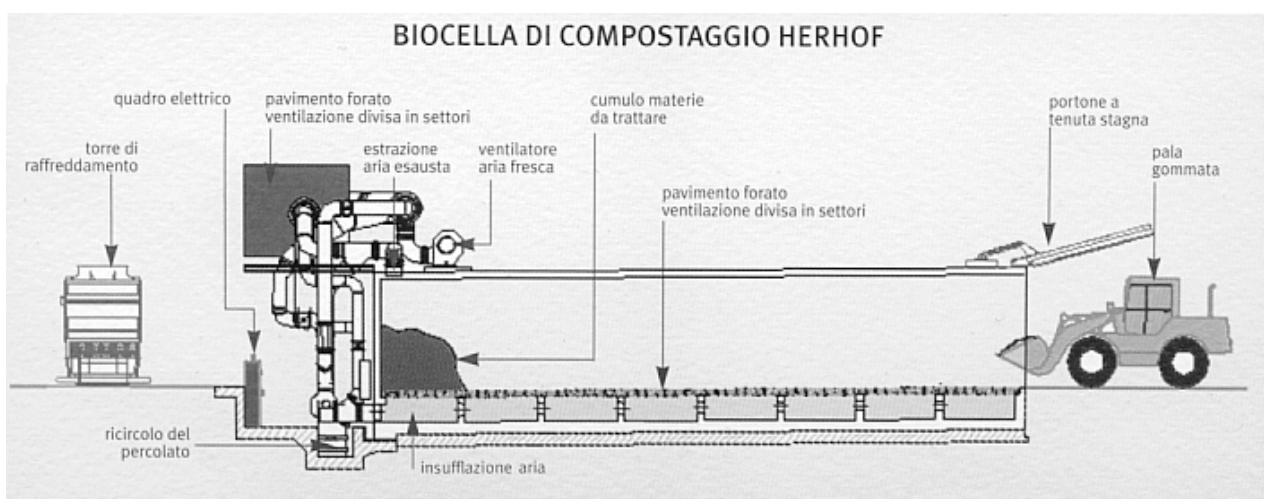 BIOCELLA DI COMPOSTAGGIO HERHOF
quadro elettrico
pavimento forato
ventilazione divisa in settori
cumulo materie
da trattare
portone a
tenuta stagna
torre di
raffreddamento
estrazione
aria esausta
ventilatore
aria fresca
pala
gommata
pavimento forato
ventilazione divisa in settori
ricircolo del
percolato
insufflazione aria